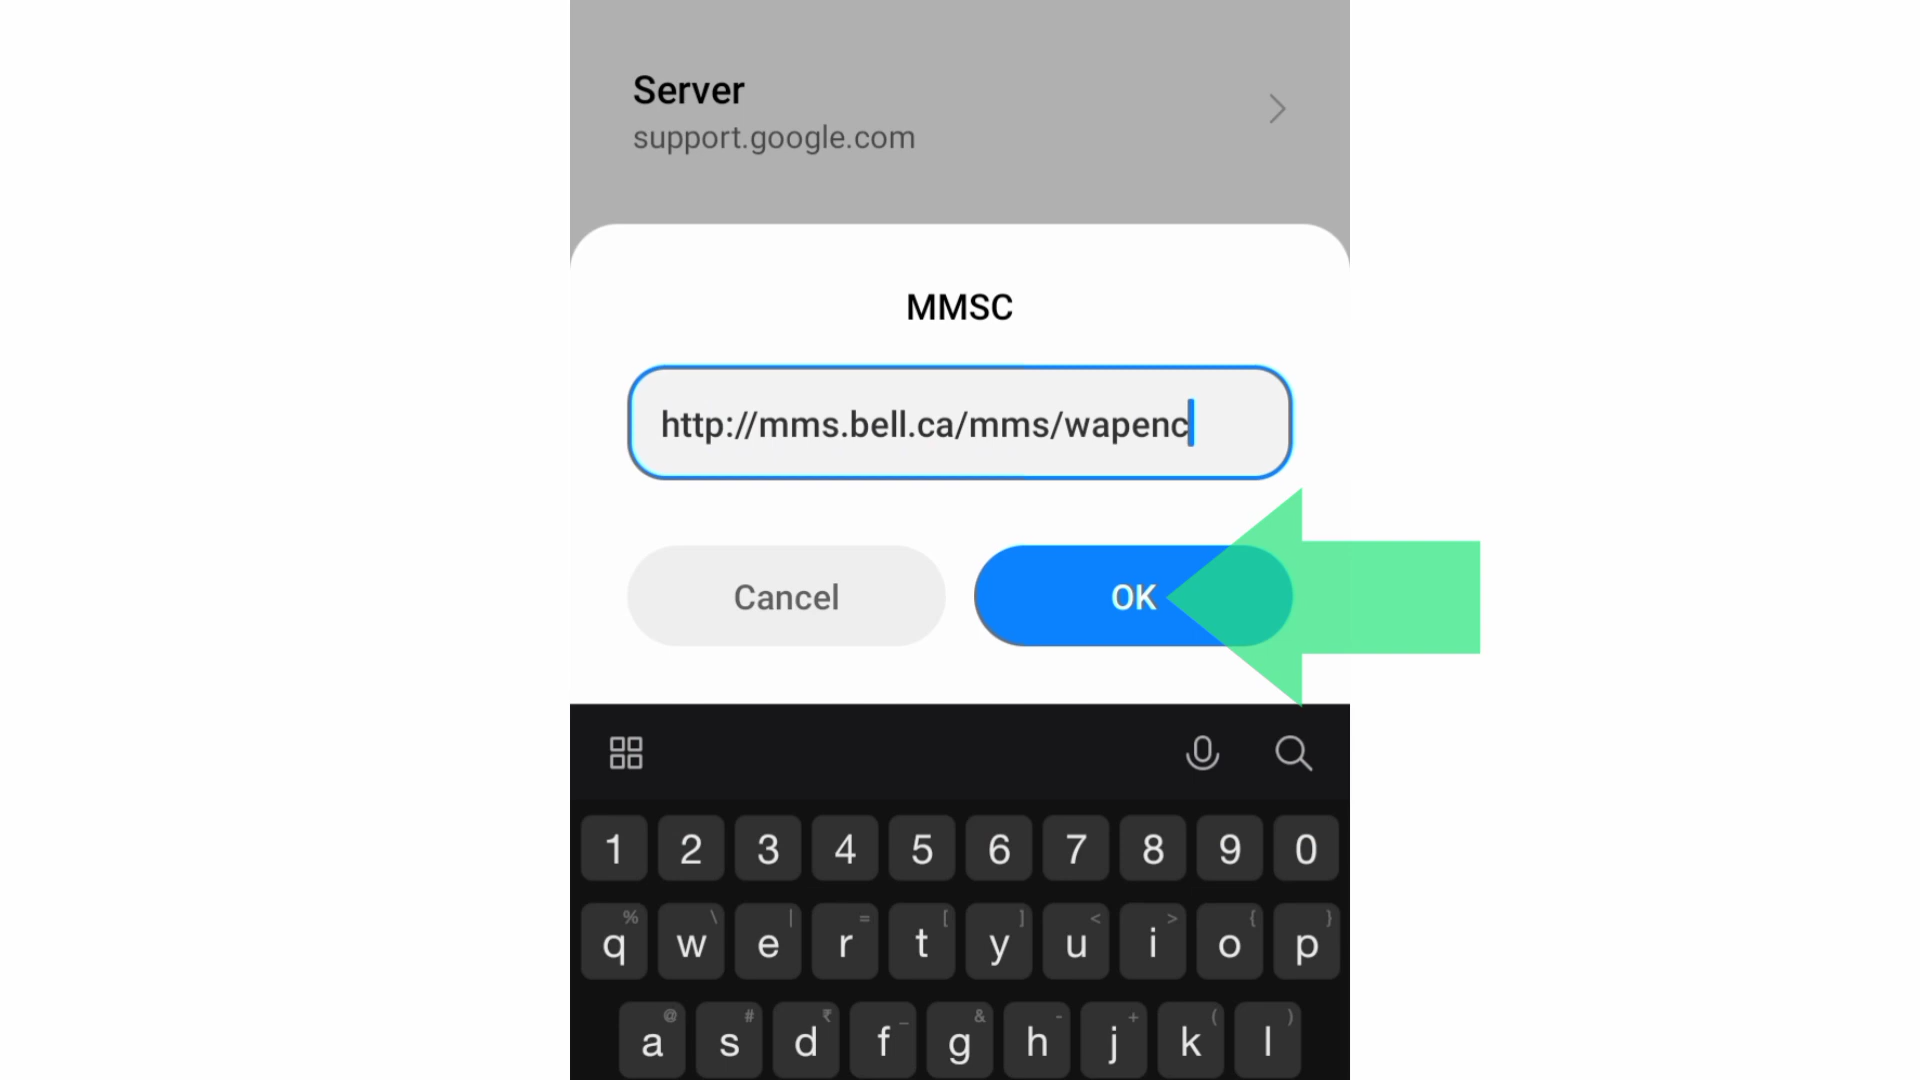 Server
support.google.com
MMSC
http://mms.bell.ca/mms/wapenc
Cancel OK
1 2 3 4 5 6 7 8 9 0
% \ | = [ ] < > { }
q w e r t y u i o p
@ # ₹ _ & - + ( )
a s d f g h j k l